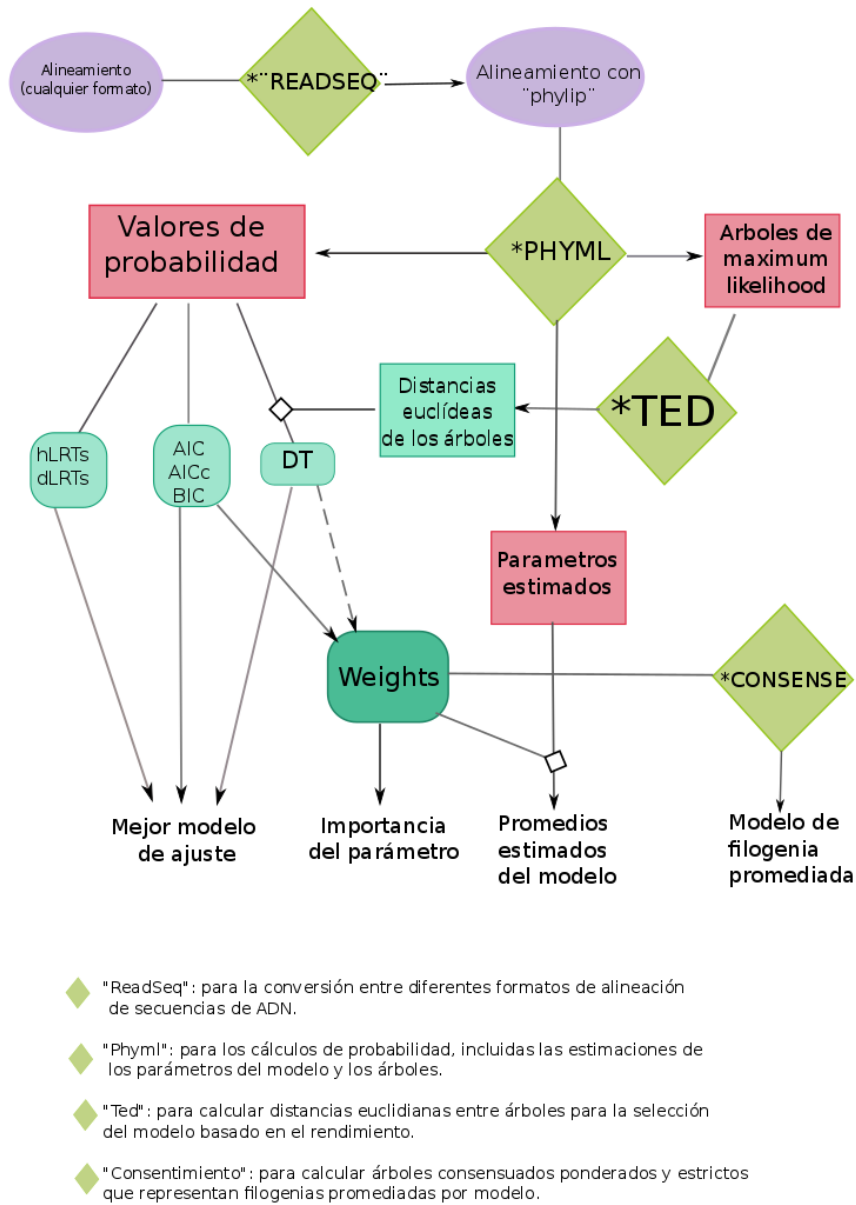 Alineamiento
(cualquier formato)
*¨READSEQ¨
Alineamiento con
¨phylip¨
Valores de
probabilidad
*PHYML
Arboles de
maximum
likelihood
Distancias
euclídeas
de los árboles
*TED
hLRTs
dLRTs
AIC
AICc
BIC
DT
Parametros
estimados
Weights
*CONSENSE
Mejor modelo
de ajuste
Importancia
del parámetro
Promedios
estimados
del modelo
Modelo de
filogenia
promediada
"ReadSeq": para la conversión entre diferentes formatos de alineación
de secuencias de ADN.
"Phyml": para los cálculos de probabilidad, incluidas las estimaciones de
los parámetros del modelo y los árboles.
"Ted": para calcular distancias euclidianas entre árboles para la selección
del modelo basado en el rendimiento.
"Consentimiento": para calcular árboles consensuados ponderados y estrictos
que representan filogenias promediadas por modelo.